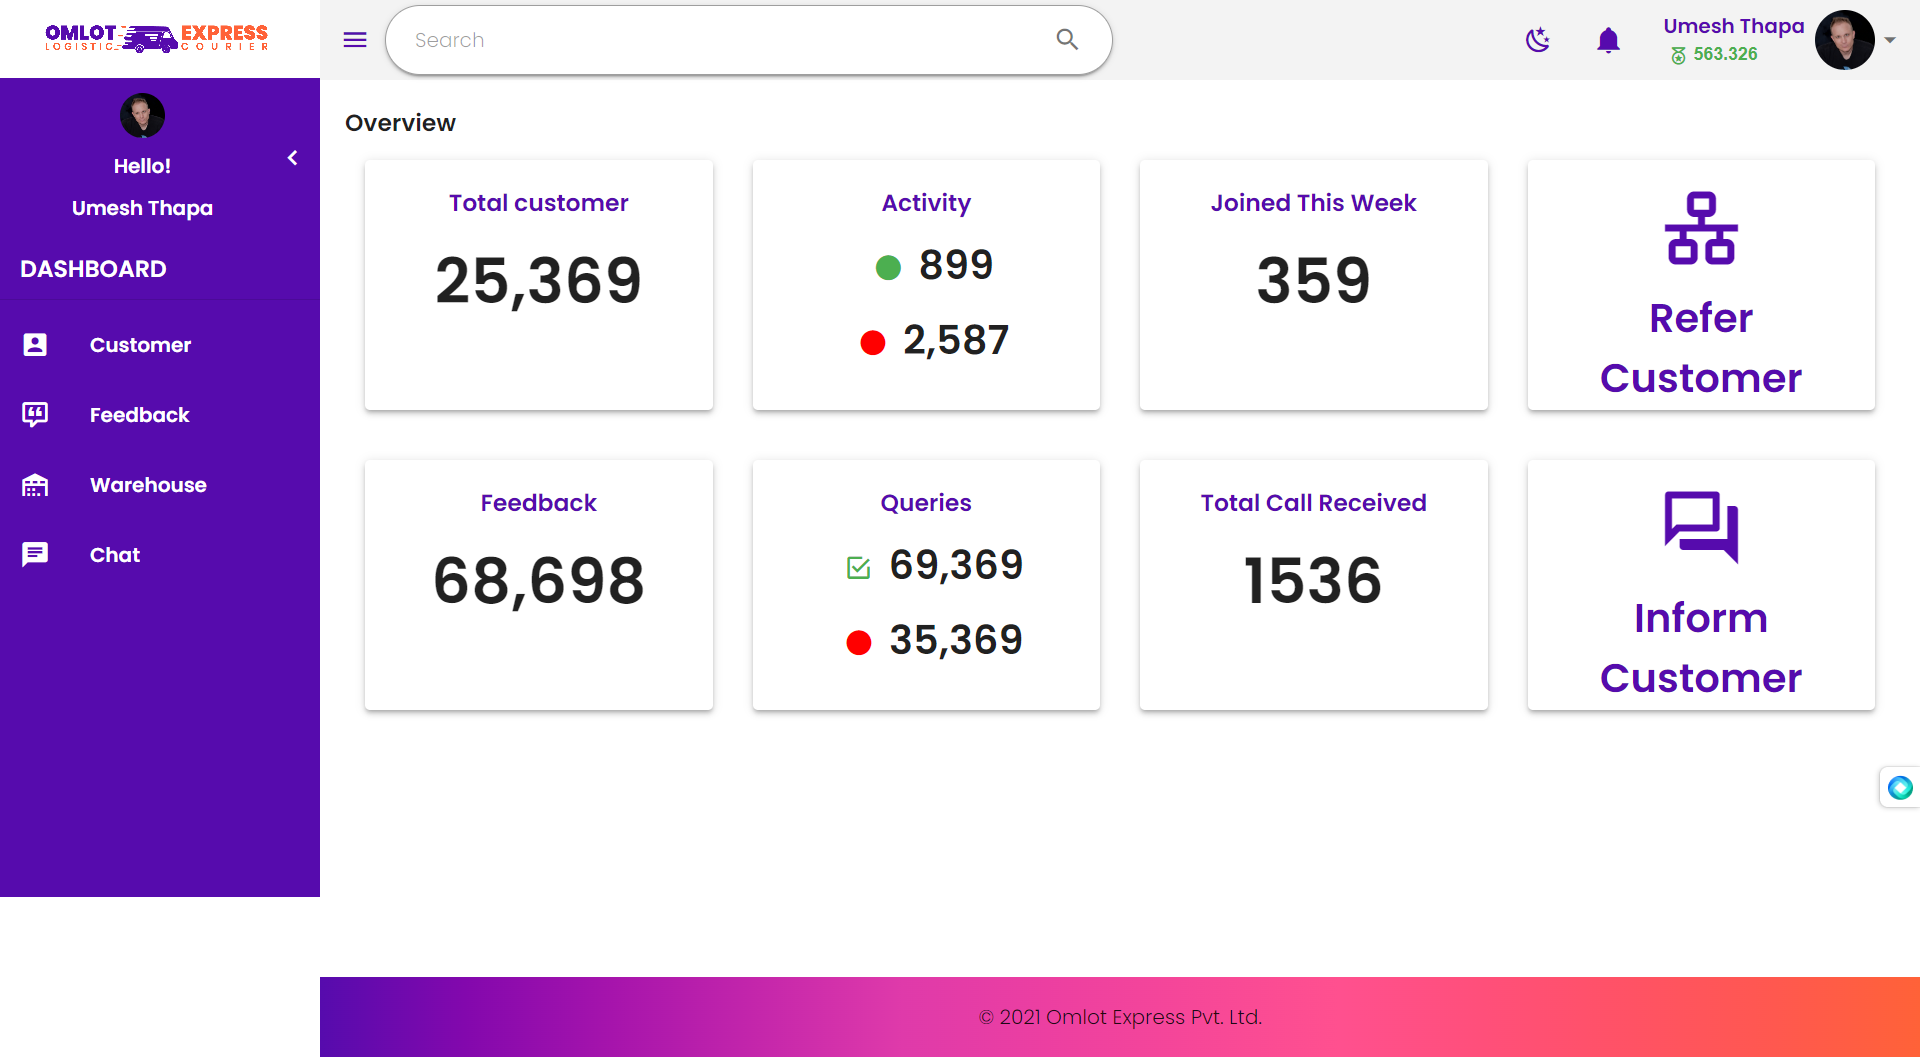 OMLOT EXPRESS
LOGISTIC COURIER
Search
Umesh Thapa
563.326
Hello!
Umesh Thapa
DASHBOARD
Customer
Feedback
Warehouse
Chat
Overview
Total customer
25,369
Activity
899
2,587
Joined This Week
359
Refer
Customer
Feedback
68,698
Queries
69,369
35,369
Total Call Received
1536
Inform
Customer
© 2021 Omlot Express Pvt. Ltd.